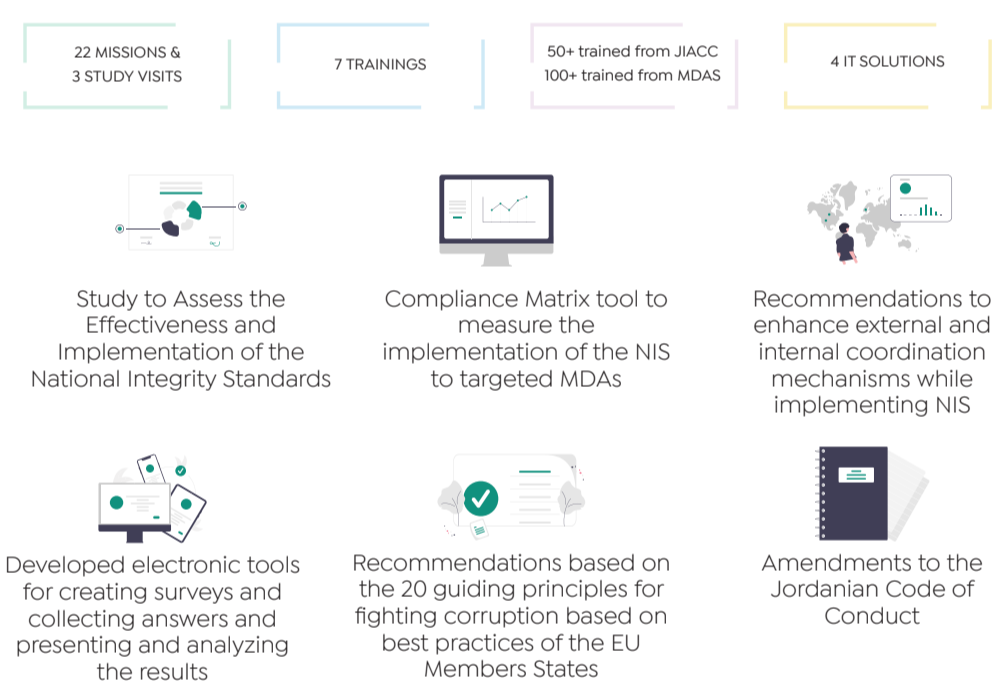 22 MISSIONS &
3 STUDY VISITS
7 TRAININGS
50+ trained from JIACC
100+ trained from MDAS
4 IT SOLUTIONS
Study to Assess the
Effectiveness and
Implementation of the
National Integrity Standards
Compliance Matrix tool to
measure the
implementation of the NIS
to targeted MDAs
Recommendations to
enhance external and
internal coordination
mechanisms while
implementing NIS
Developed electronic tools
for creating surveys and
collecting answers and
presenting and analyzing
the results
Recommendations based on
the 20 guiding principles for
fighting corruption based on
best practices of the EU
Members States
Amendments to the
Jordanian Code of
Conduct